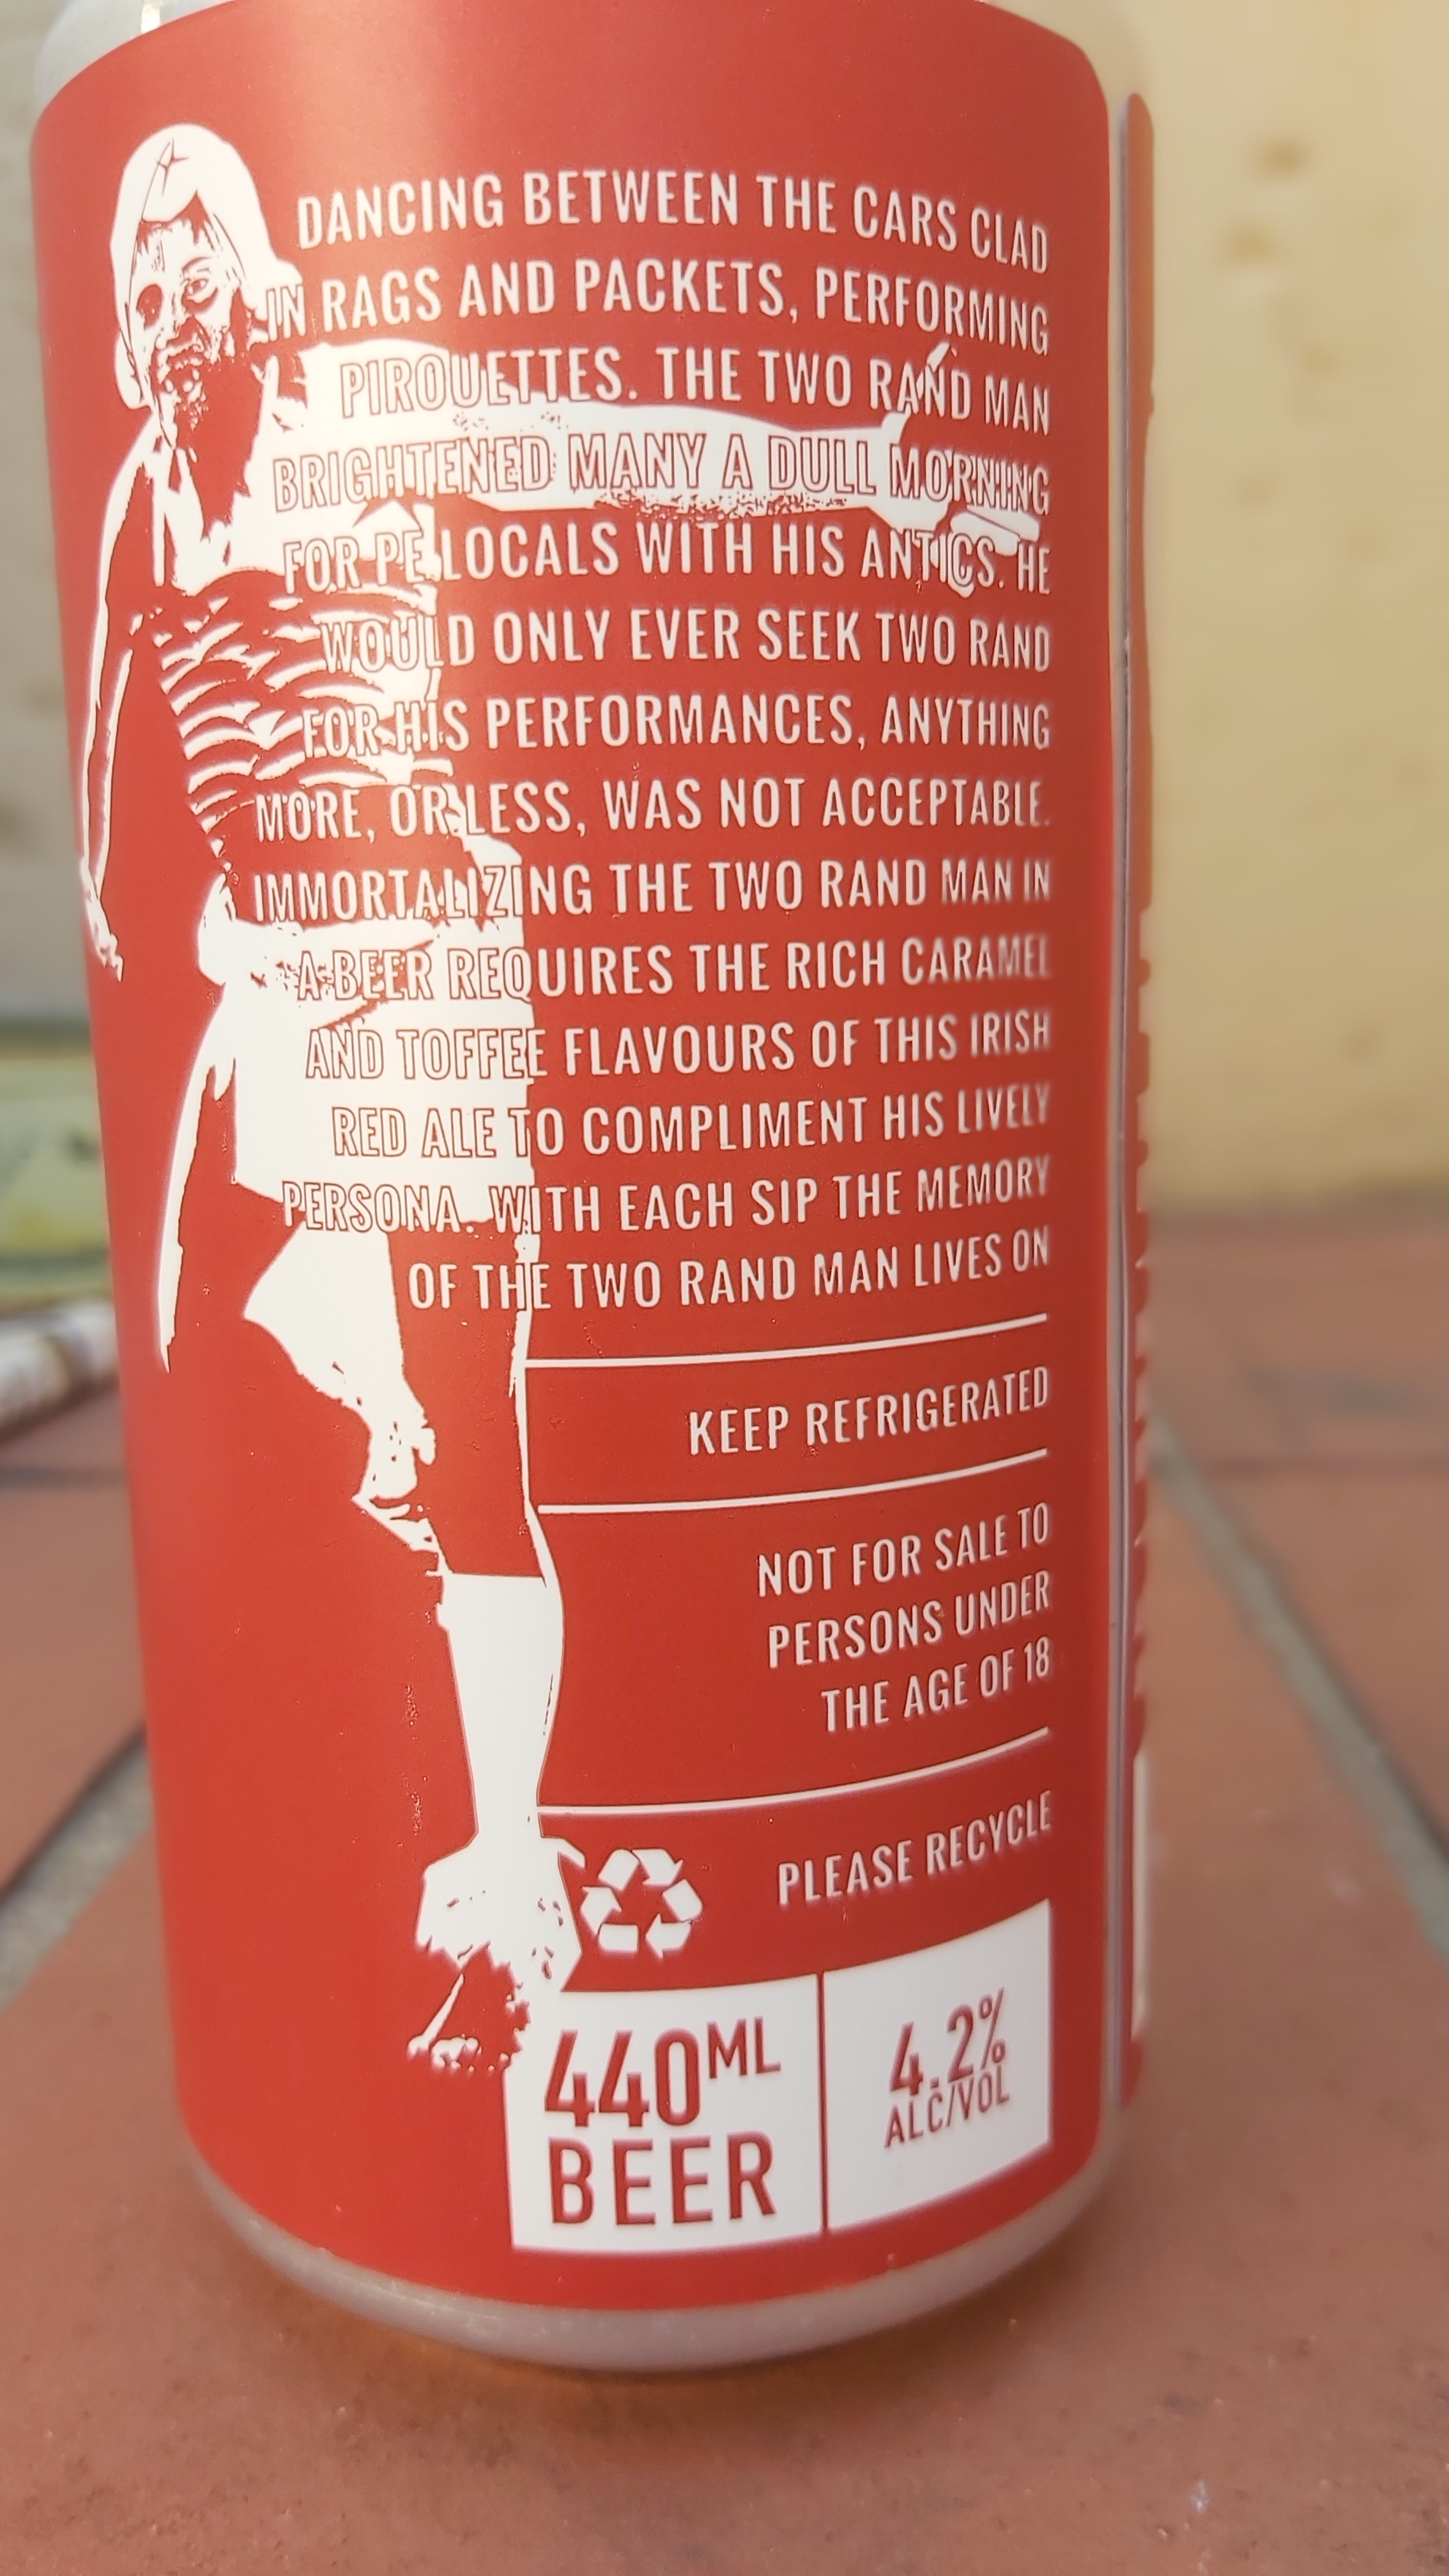 DANCING BETWEEN THE CARS CLAD
IN RAGS AND PACKETS, PERFORMING
PIROUETTES. THE TWO RAND MAN
BRIGHTENED MANY A DULL MORNING
FOR PE LOCALS WITH HIS ANTICS. HE
WOULD ONLY EVER SEEK TWO RAND
FOR HIS PERFORMANCES, ANYTHING
MORE, OR LESS, WAS NOT ACCEPTABLE.
IMMORTALIZING THE TWO RAND MAN IN
A BEER REQUIRES THE RICH CARAMEL
AND TOFFEE FLAVOURS OF THIS IRISH
RED ALE TO COMPLIMENT HIS LIVELY
PERSONA. WITH EACH SIP THE MEMORY
OF THE TWO RAND MAN LIVES ON
KEEP REFRIGERATED
NOT FOR SALE TO
PERSONS UNDER
THE AGE OF 18
PLEASE RECYCLE
440ML
BEER
4.2%
ALC/VOL